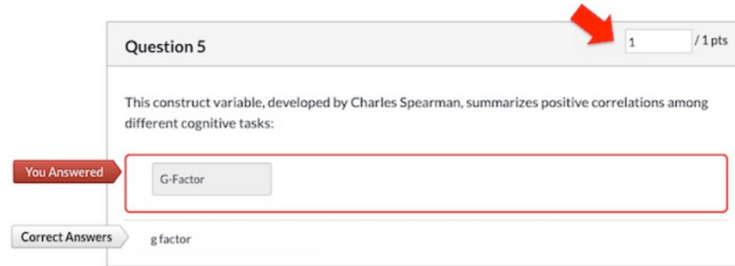 Question 5
1 / 1 pts
This construct variable, developed by Charles Spearman, summarizes positive correlations among
different cognitive tasks:
You Answered
G-Factor
Correct Answers
g factor